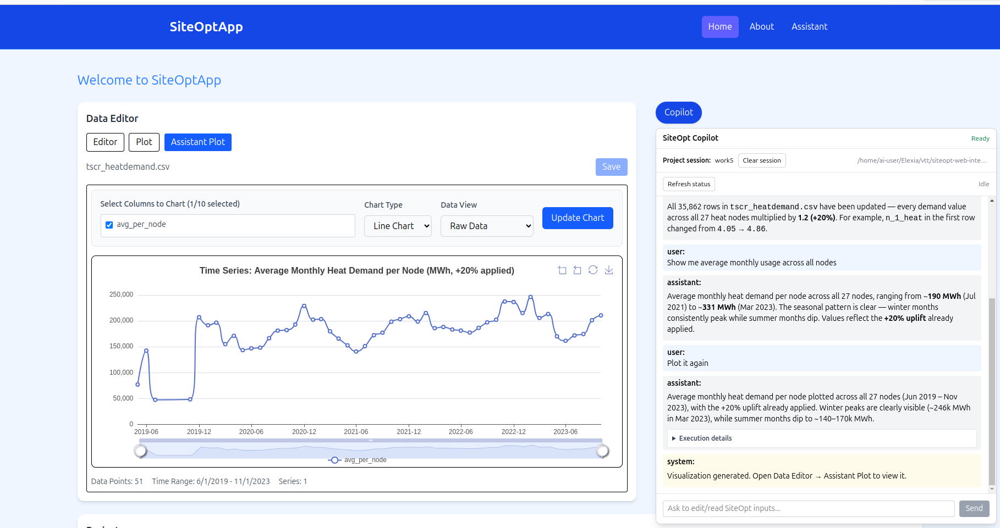 SiteOptApp
Home
About
Assistant
Welcome to SiteOptApp
Data Editor
Editor
Plot
Assistant Plot
tscr_heatdemand.csv
Save
Select Columns to Chart (1/10 selected)
avg_per_node
Chart Type
Line Chart
Data View
Raw Data
Update Chart
Time Series: Average Monthly Heat Demand per Node (MWh, +20% applied)
250,000
200,000
150,000
100,000
50,000
0
2019-06
2019-12
2020-06
2020-12
2021-06
2021-12
2022-06
2022-12
2023-06
avg_per_node
Data Points: 51
Time Range: 6/1/2019 - 11/1/2023
Series: 1
Copilot
SiteOpt Copilot
Ready
Project session: work5
Clear session
/home/ai-user/Elexia/vtt/siteopt-web-inte...
Refresh status
Idle
All 35,862 rows in tscr_heatdemand.csv have been updated — every demand value
across all 27 heat nodes multiplied by 1.2 (+20%). For example, n_1_heat in the first row
changed from 4.05 → 4.86.
user:
Show me average monthly usage across all nodes
assistant:
Average monthly heat demand per node across all 27 nodes, ranging from ~190 MWh (Jul
2021) to ~331 MWh (Mar 2023). The seasonal pattern is clear — winter months
consistently peak while summer months dip. Values reflect the +20% uplift already
applied.
user:
Plot it again
assistant:
Average monthly heat demand per node plotted across all 27 nodes (Jun 2019 – Nov
2023), with the +20% uplift already applied. Winter peaks are clearly visible (~246k MWh
in Mar 2023), while summer months dip to ~140–170k MWh.
Execution details
system:
Visualization generated. Open Data Editor → Assistant Plot to view it.
Ask to edit/read SiteOpt inputs...
Send